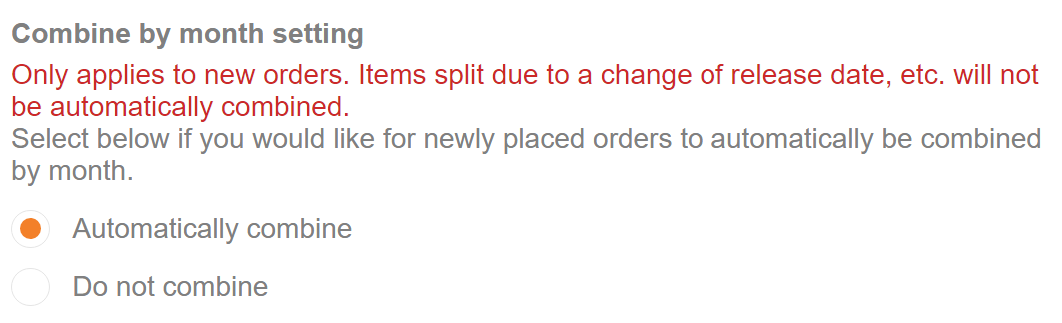 Combine by month setting
Only applies to new orders. Items split due to a change of release date, etc. will not
be automatically combined.
Select below if you would like for newly placed orders to automatically be combined
by month.
Automatically combine
Do not combine